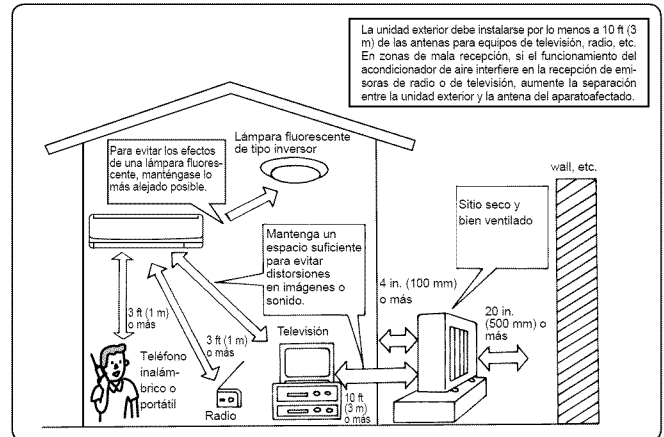 La unidad exterior debe instalarse por lo menos a 10 ft (3
m) de las antenas para equipos de televisión, radio, etc.
En zonas de mala recepción, si el funcionamiento del
acondicionador de aire interfiere en la recepción de emi-
soras de radio o de televisión, aumente la separación
entre la unidad exterior y la antena del aparatoafectado.
Para evitar los efectos
de una lámpara fluores-
cente, manténgase lo
más alejado posible.
Lámpara fluorescente
de tipo inversor
wall, etc.
Sitio seco y
bien ventilado
Mantenga un
espacio suficiente
para evitar
distorsiones
en imágenes o
sonido.
4 in. (100 mm)
o más
20 in.
(500 mm) o
más
3 ft (1 m)
o más
3 ft (1 m)
o más
Televisión
Teléfono
inalám-
brico o
portátil
Radio
10 ft
(3 m)
o más